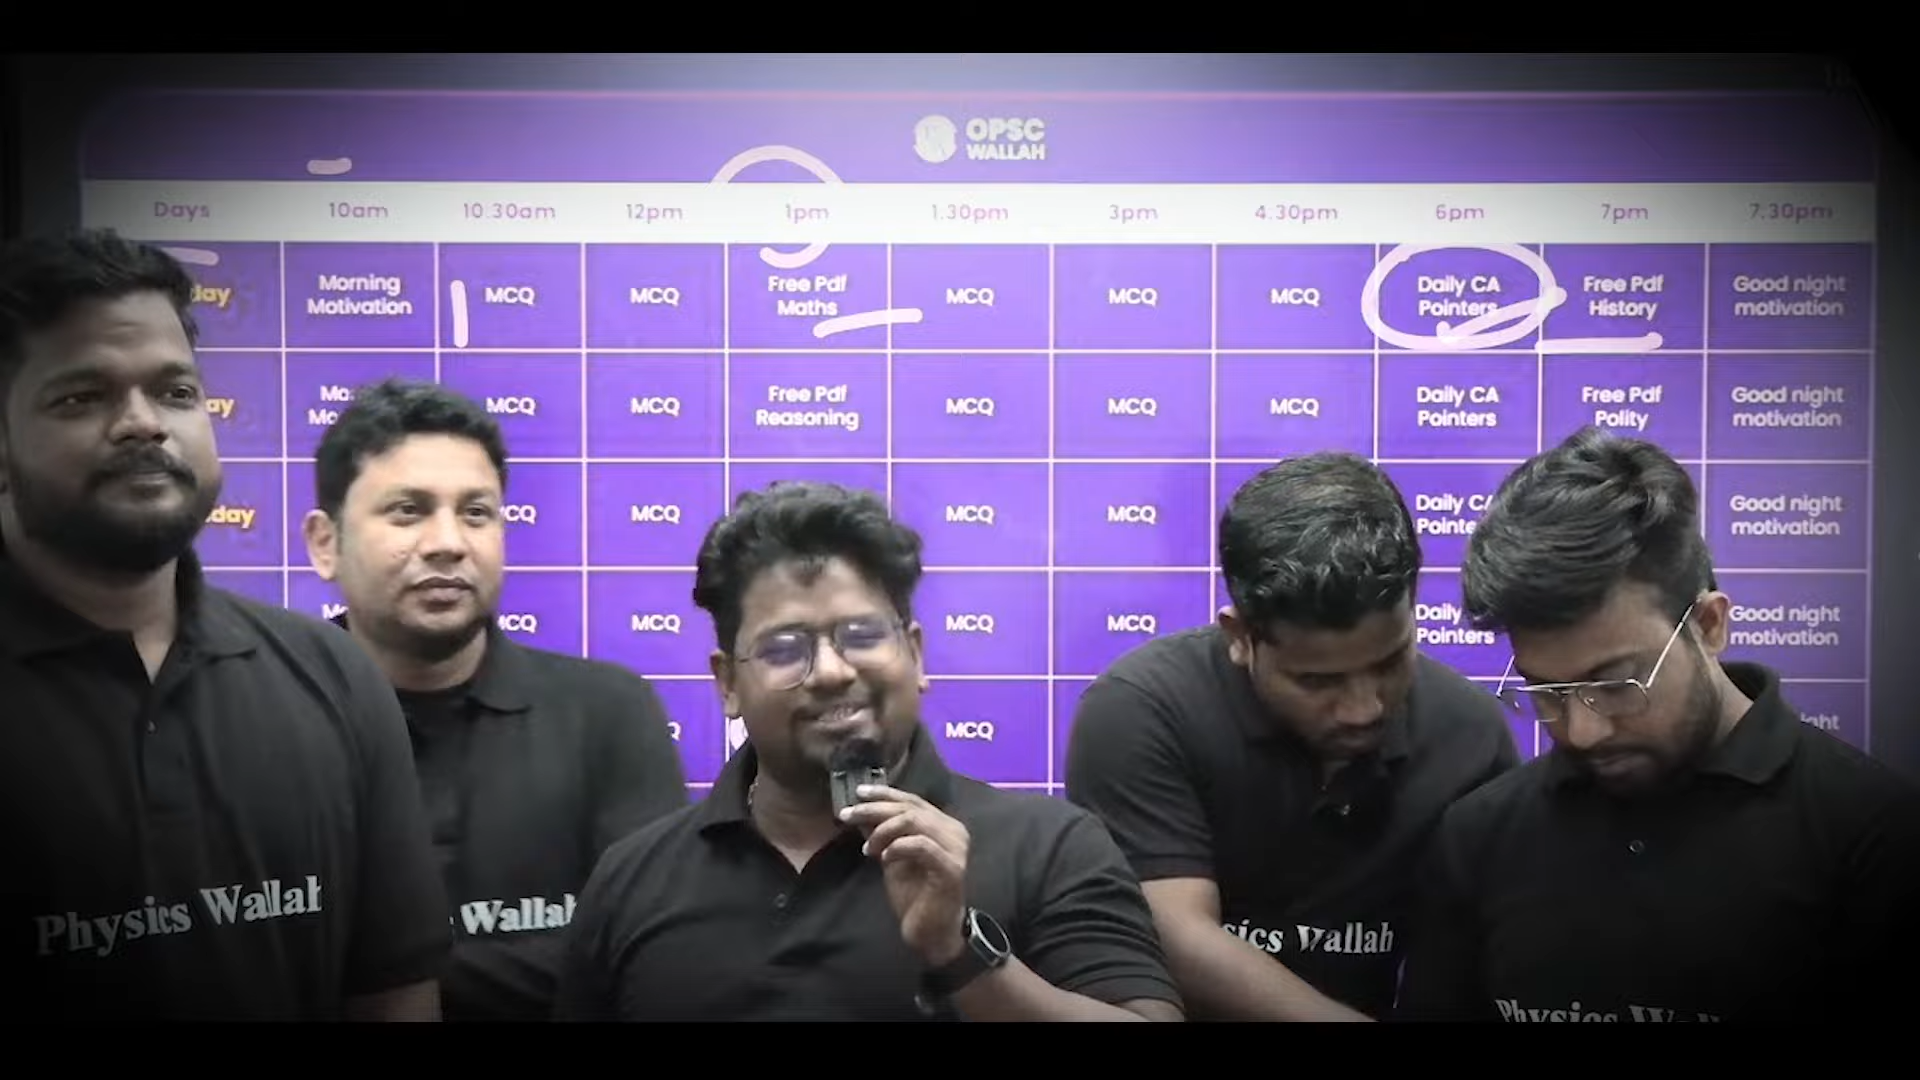 OPSC
WALLAH
Days 10am 10.30am 12pm 1pm 1.30pm 3pm 4.30pm 6pm 7pm 7.30pm
Morning
Motivation
MCQ
MCQ
Free Pdf
Maths
MCQ
MCQ
MCQ
Daily CA
Pointers
Free Pdf
History
Good night
motivation
MCQ
MCQ
Free Pdf
Reasoning
MCQ
MCQ
MCQ
Daily CA
Pointers
Free Pdf
Polity
Good night
motivation
MCQ
MCQ
MCQ
Daily
Good night
motivation
MCQ
MCQ
MCQ
Daily
Pointers
Good night
motivation
MCQ
Physics Wallah
Wallah
Wallah
Physics